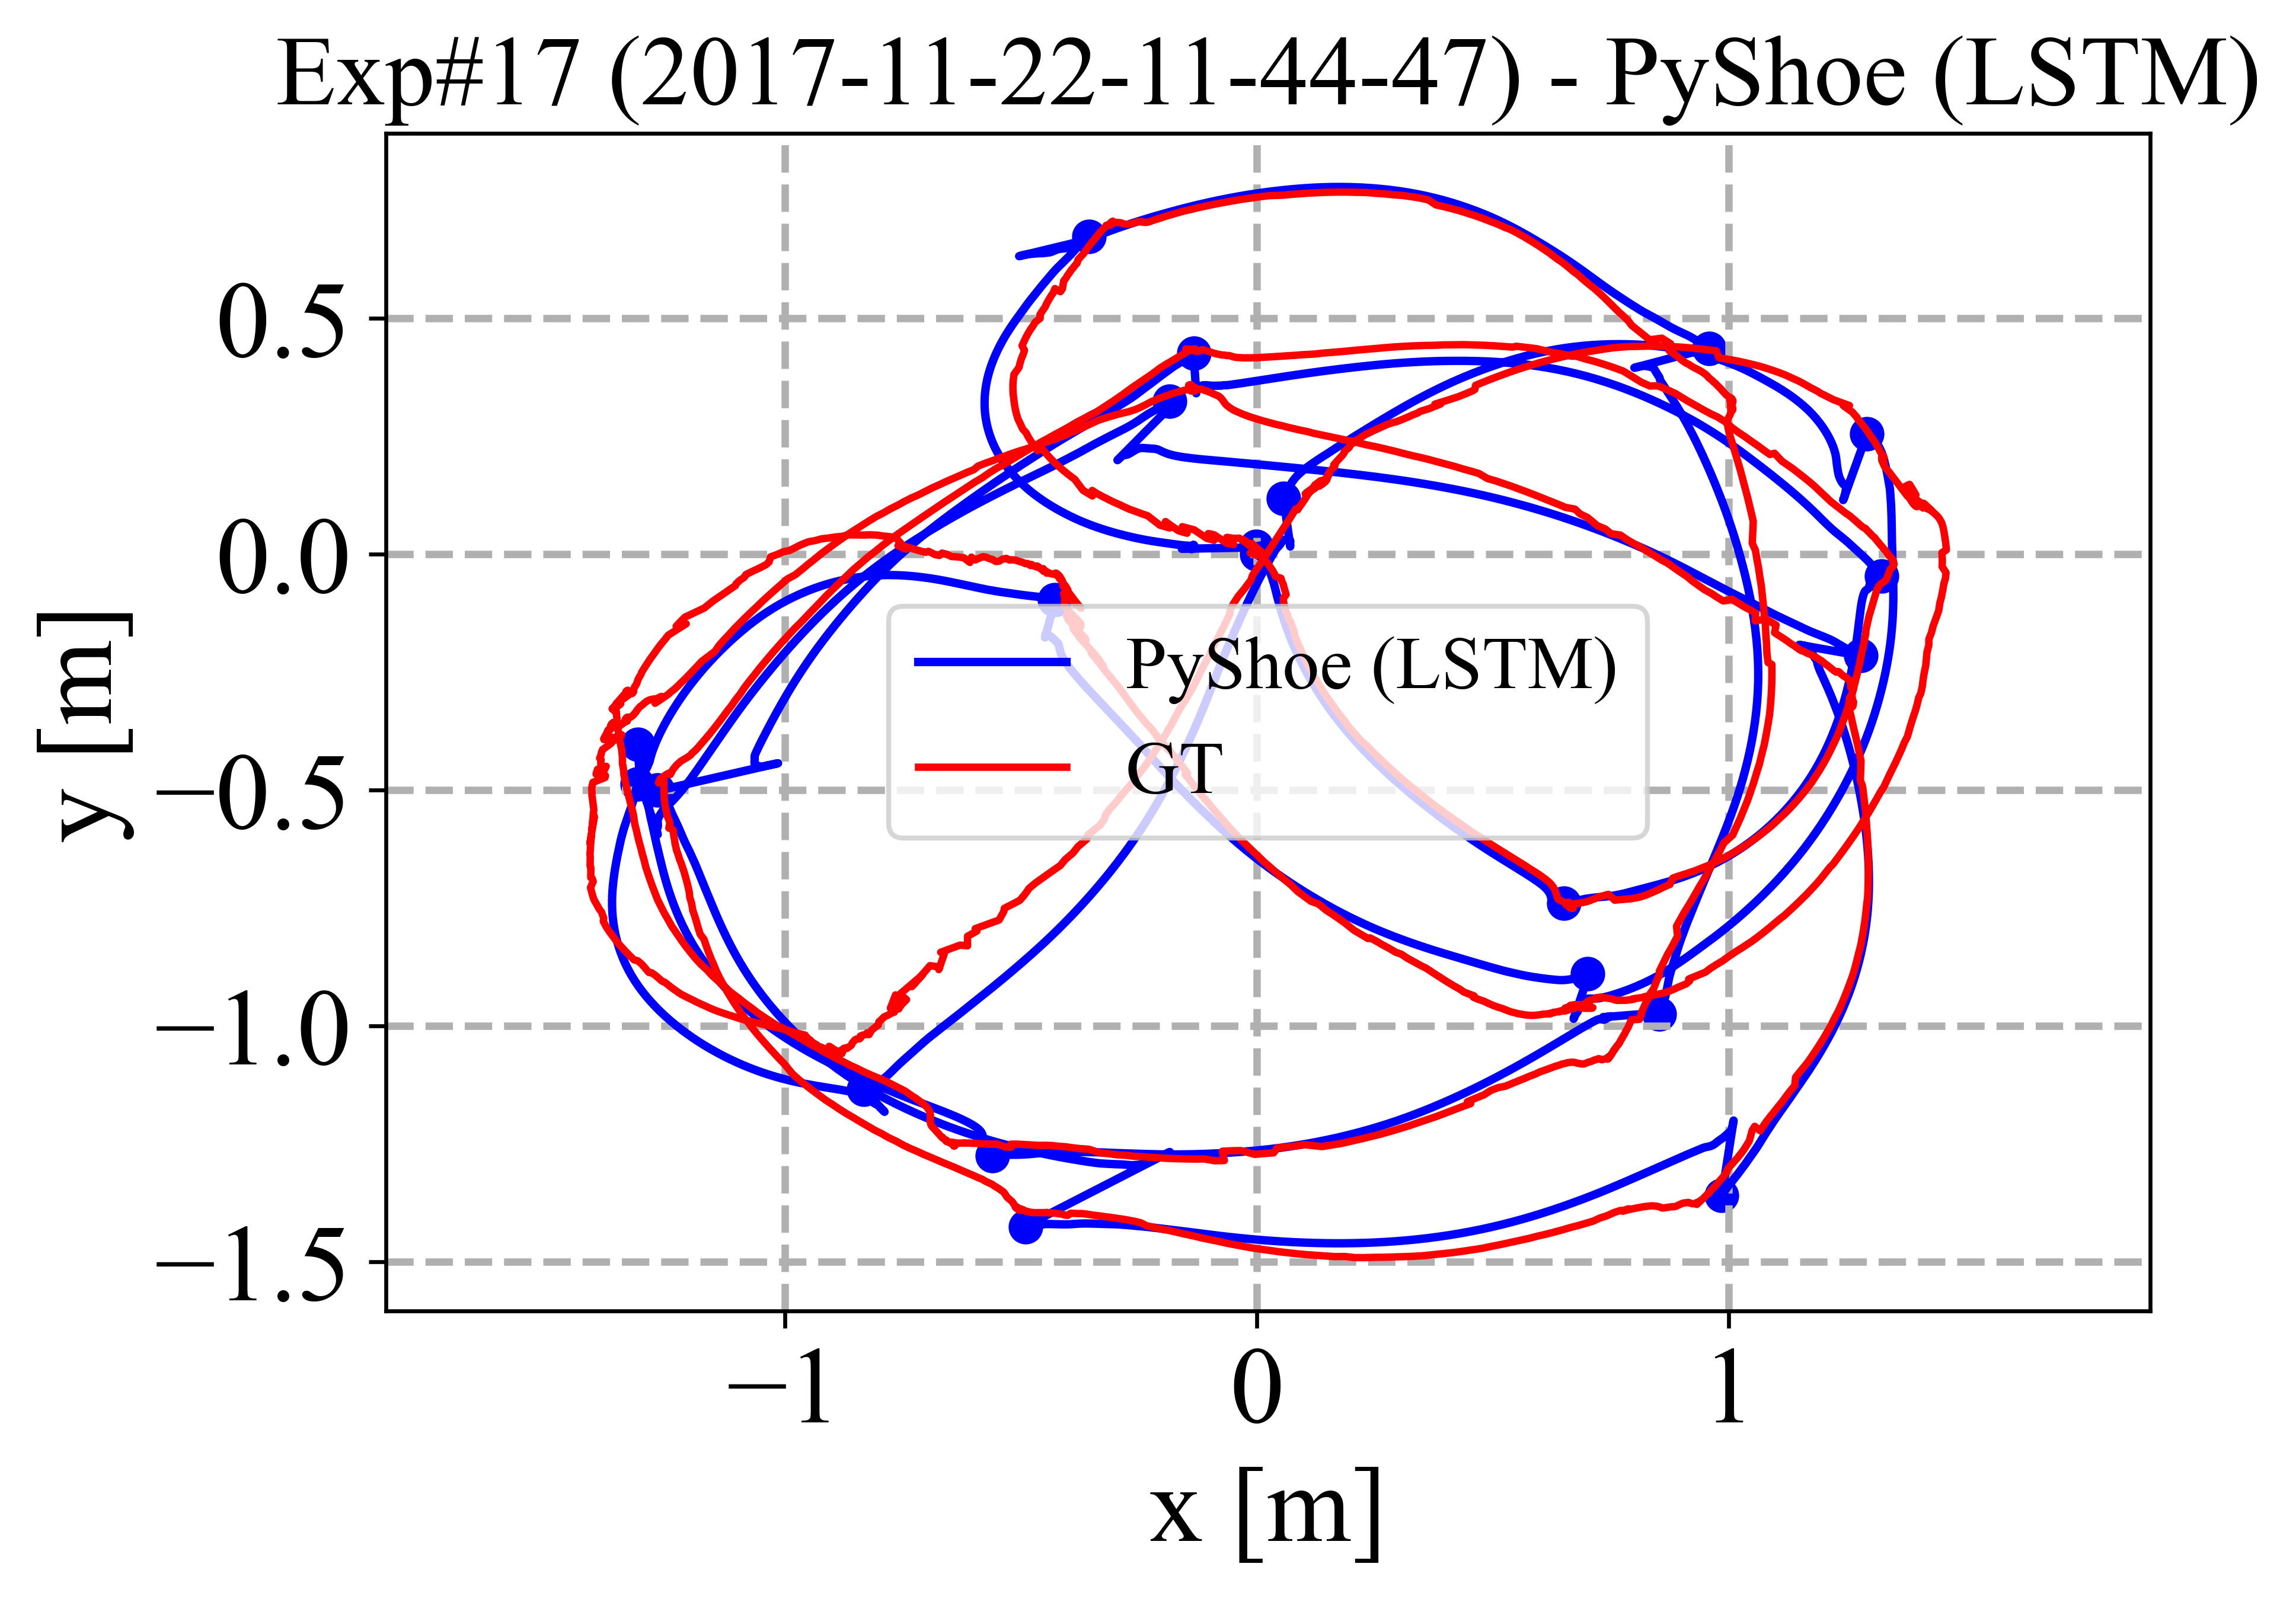 Exp#17 (2017-11-22-11-44-47) - PyShoe (LSTM)
0.5
0.0
−0.5
−1.0
−1.5
y [m]
PyShoe (LSTM)
GT
−1 0 1
x [m]